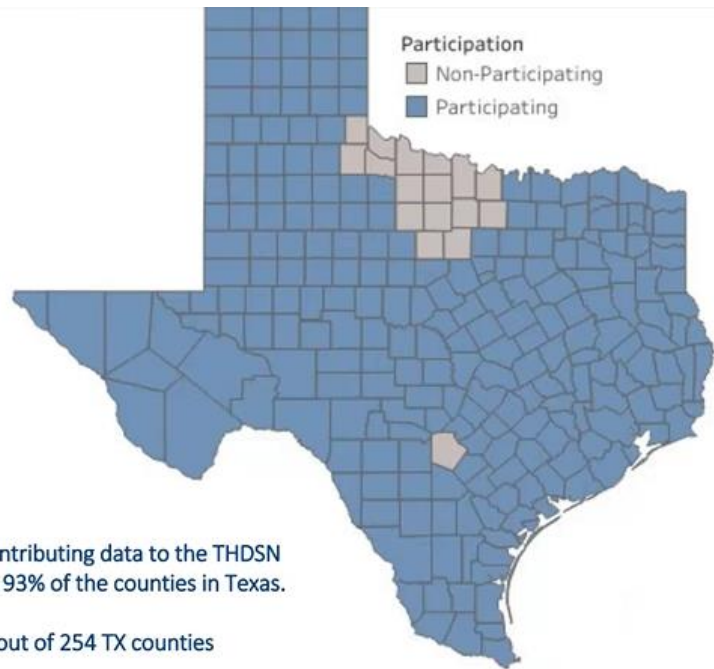 Participation
Non-Participating
Participating
ntributing data to the THDSN
93% of the counties in Texas.
out of 254 TX counties